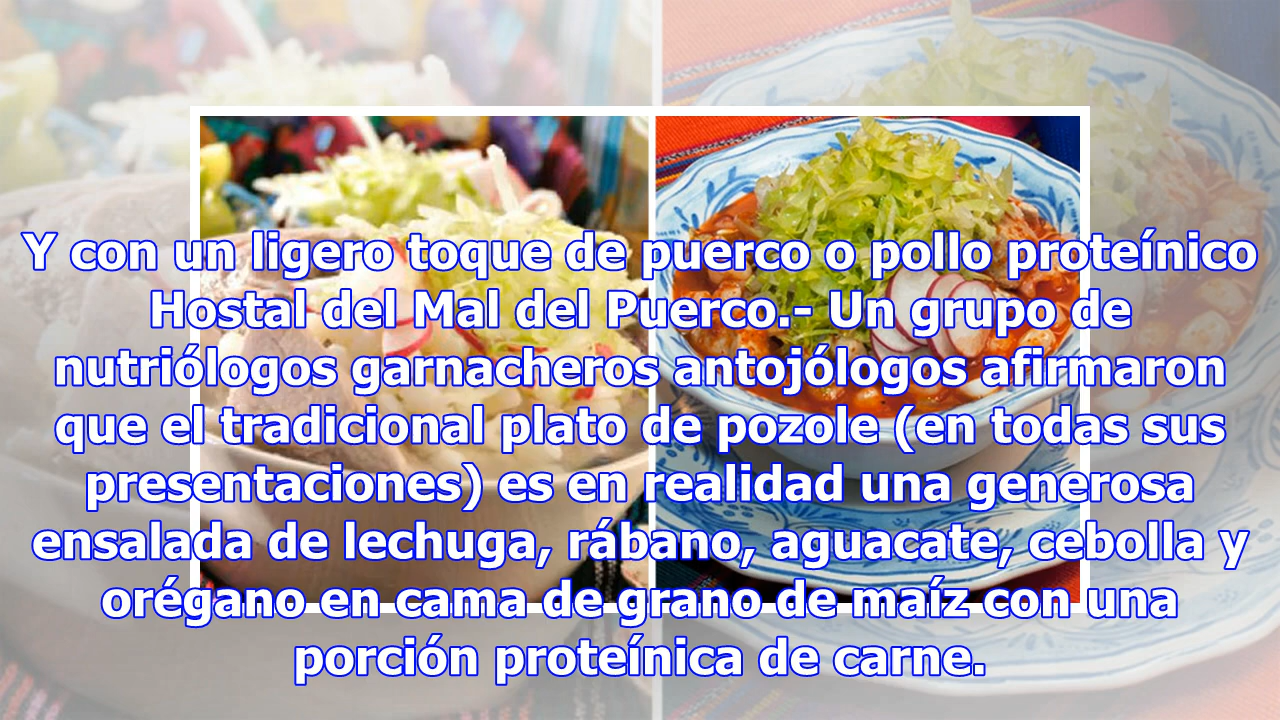 Y con un ligero toque de puerco o pollo proteínico
Hostal del Mal del Puerco.- Un grupo de
nutriólogos garnacheros antojólogos afirmaron
que el tradicional plato de pozole (en todas sus
presentaciones) es en realidad una generosa
ensalada de lechuga, rábano, aguacate, cebolla y
orégano en cama de grano de maíz con una
porción proteínica de carne.